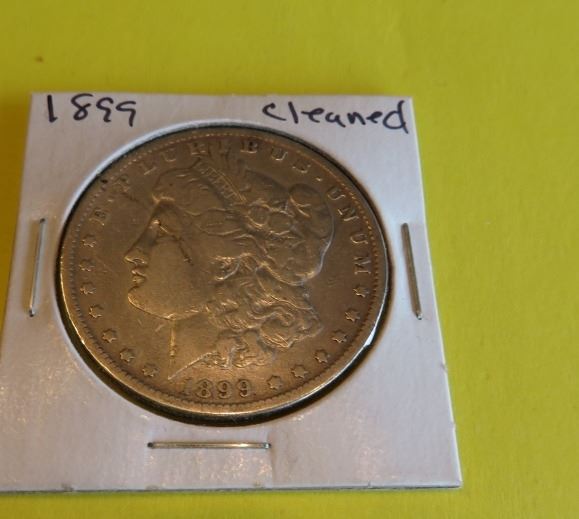 1899 cleaned
E · PLURIBUS · UNUM
LIBERTY
1899